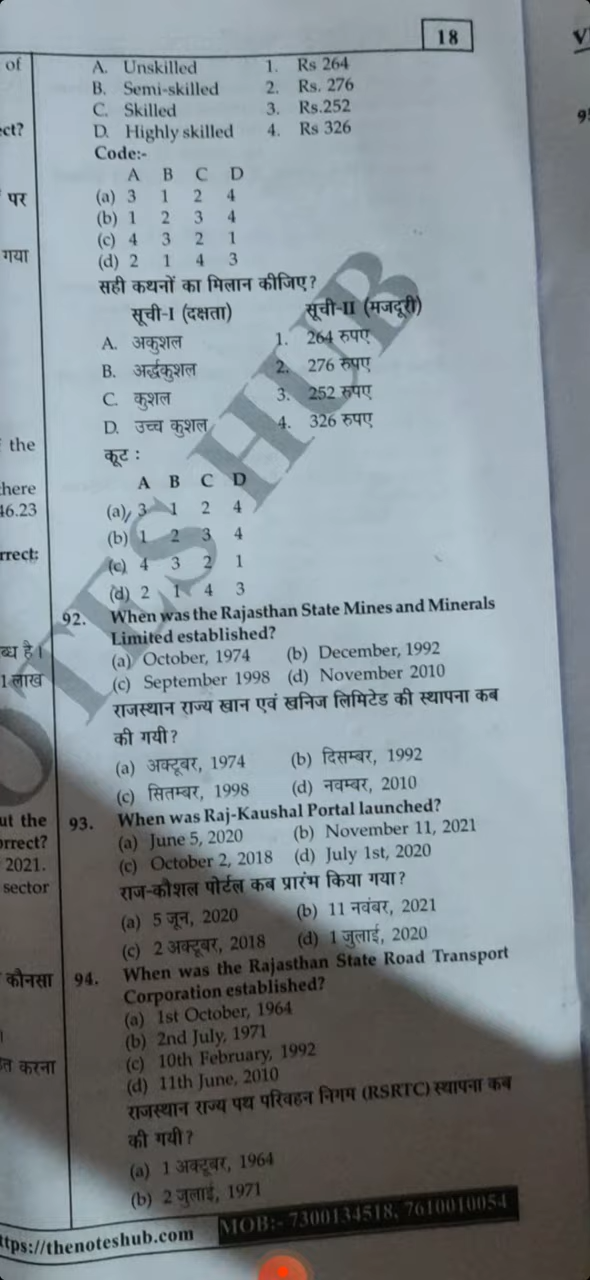 18
of
ect?
पर
गया
the
here
46.23
rrect:
ब्ध है।
1 लाख
ut the
orrect?
2021.
sector
कौनसा
त करना
A. Unskilled 1. Rs 264
B. Semi-skilled 2. Rs. 276
C. Skilled 3. Rs.252
D. Highly skilled 4. Rs 326
Code:-
A B C D
(a) 3 1 2 4
(b) 1 2 3 4
(c) 4 3 2 1
(d) 2 1 4 3
सही कथनों का मिलान कीजिए?
सूची-I (दक्षता) सूची-II (मजदूरी)
A. अकुशल 1. 264 रुपए
B. अर्द्धकुशल 2. 276 रुपए
C. कुशल 3. 252 रुपए
D. उच्च कुशल 4. 326 रुपए
कूट :
A B C D
(a) 3 1 2 4
(b) 1 2 3 4
(c) 4 3 2 1
(d) 2 1 4 3
92. When was the Rajasthan State Mines and Minerals
Limited established?
(a) October, 1974 (b) December, 1992
(c) September 1998 (d) November 2010
राजस्थान राज्य खान एवं खनिज लिमिटेड की स्थापना कब
की गयी?
(a) अक्टूबर, 1974 (b) दिसम्बर, 1992
(c) सितम्बर, 1998 (d) नवम्बर, 2010
93. When was Raj-Kaushal Portal launched?
(a) June 5, 2020 (b) November 11, 2021
(c) October 2, 2018 (d) July 1st, 2020
राज-कौशल पोर्टल कब प्रारंभ किया गया?
(a) 5 जून, 2020 (b) 11 नवंबर, 2021
(c) 2 अक्टूबर, 2018 (d) 1 जुलाई, 2020
94. When was the Rajasthan State Road Transport
Corporation established?
(a) 1st October, 1964
(b) 2nd July, 1971
(c) 10th February, 1992
(d) 11th June, 2010
राजस्थान राज्य पथ परिवहन निगम (RSRTC) स्थापना कब
की गयी?
(a) 1 अक्टूबर, 1964
(b) 2 जुलाई, 1971
ttps://thenoteshub.com MOB:- 7300134518, 7610010054
OTES HUB